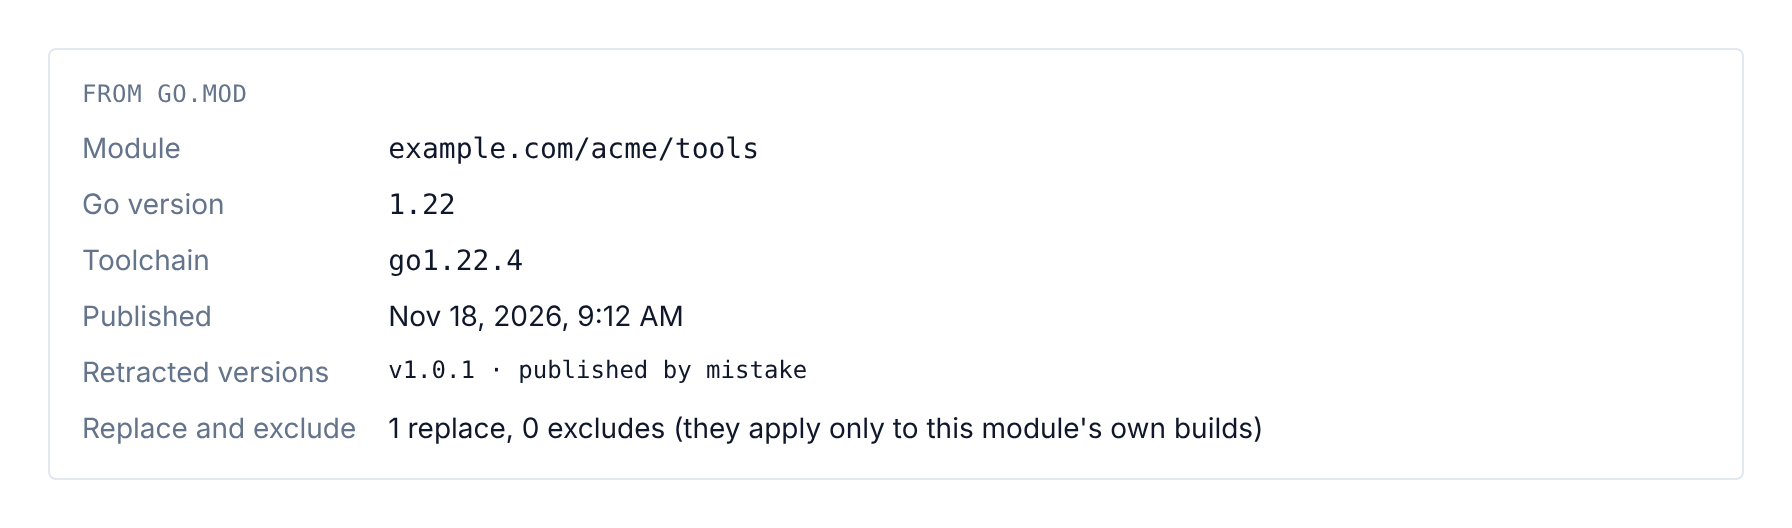 FROM GO.MOD
Module example.com/acme/tools
Go version 1.22
Toolchain go1.22.4
Published Nov 18, 2026, 9:12 AM
Retracted versions v1.0.1 · published by mistake
Replace and exclude 1 replace, 0 excludes (they apply only to this module's own builds)